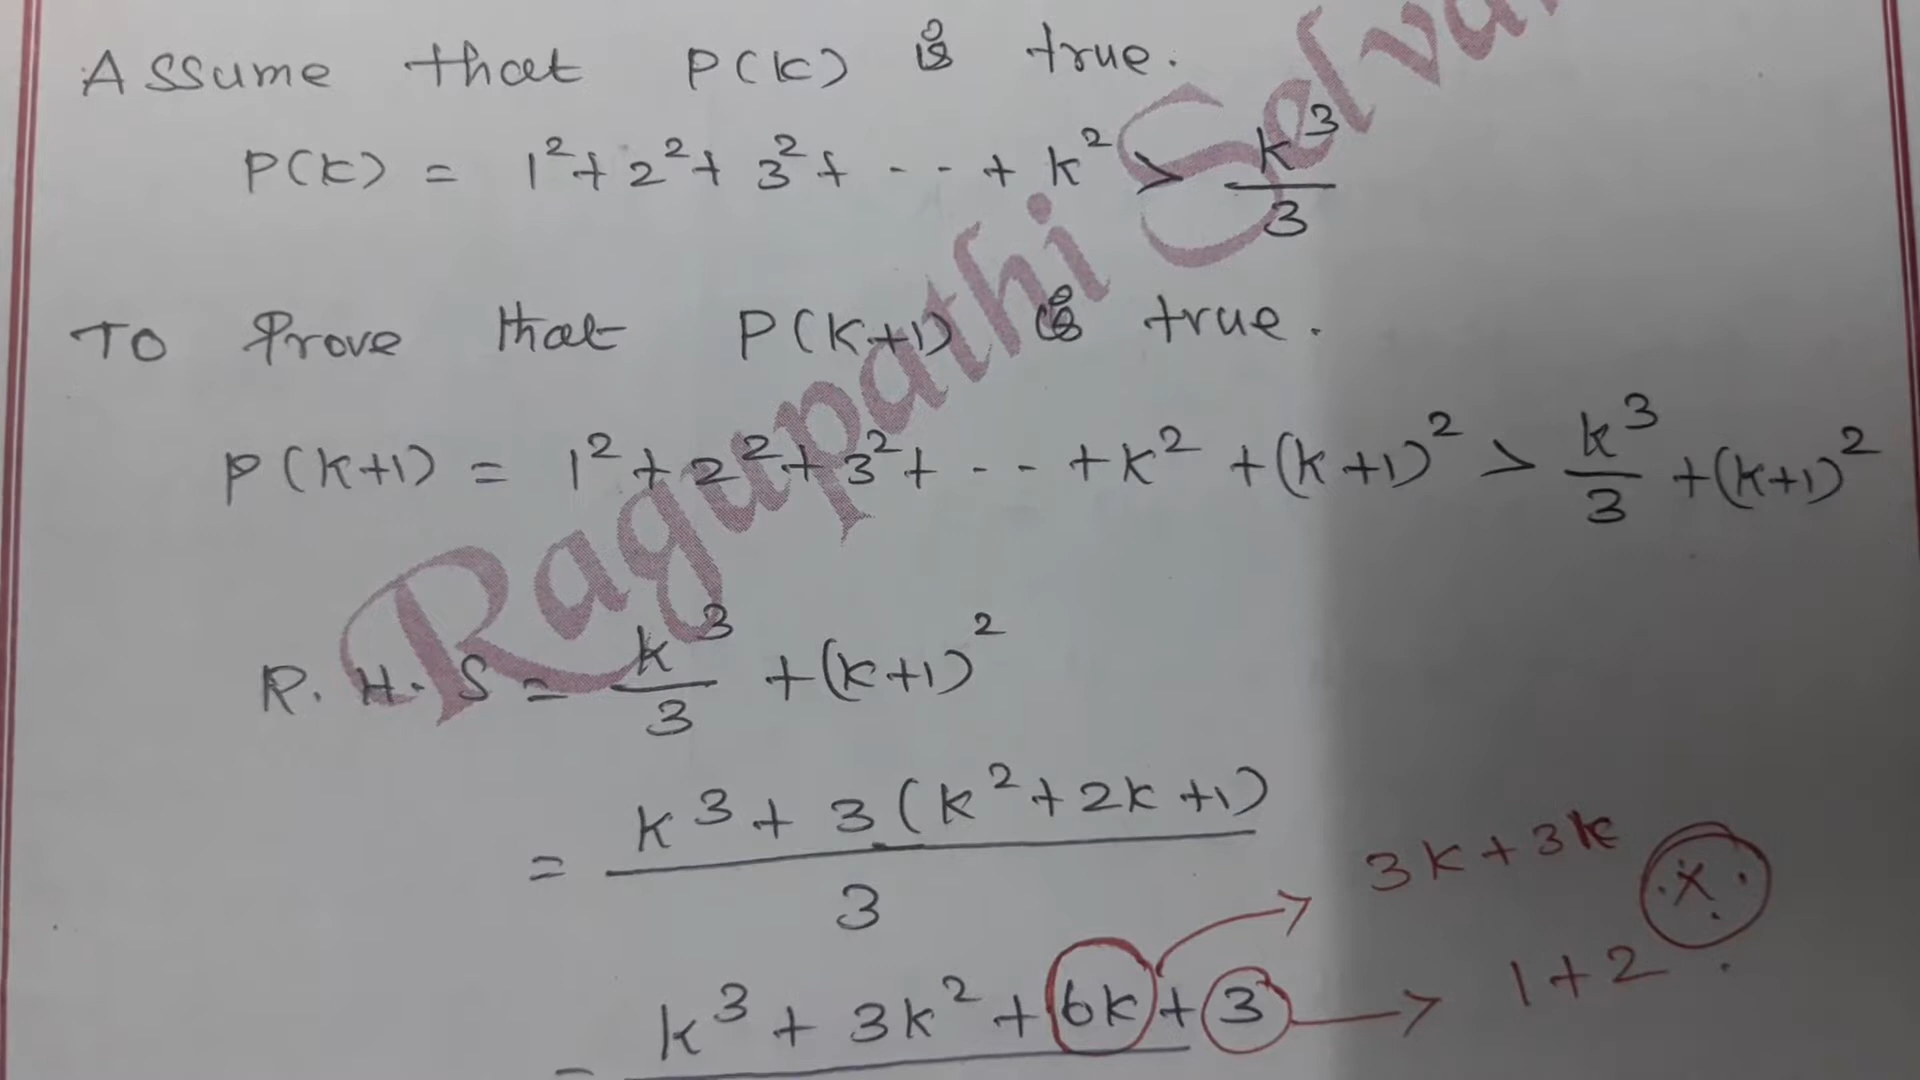 Assume that P(k) is true.
P(k) = 1² + 2² + 3² + -- + k² > k³/3
To Prove that P(k+1) is true.
P(k+1) = 1² + 2² + 3² + -- + k² + (k+1)² > k³/3 + (k+1)²
R.H.S = k³/3 + (k+1)²
= k³ + 3(k² + 2k + 1) / 3
3k + 3k
= k³ + 3k² + 6k + 3
1 + 2
Ragupathi Selva